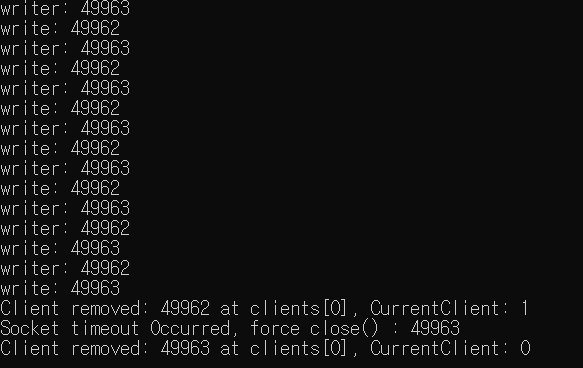 writer: 49963
write: 49962
writer: 49963
write: 49962
writer: 49963
write: 49962
writer: 49963
write: 49962
writer: 49963
write: 49962
writer: 49963
writer: 49962
write: 49963
writer: 49962
write: 49963
Client removed: 49962 at clients[0], CurrentClient: 1
Socket timeout Occurred, force close() : 49963
Client removed: 49963 at clients[0], CurrentClient: 0